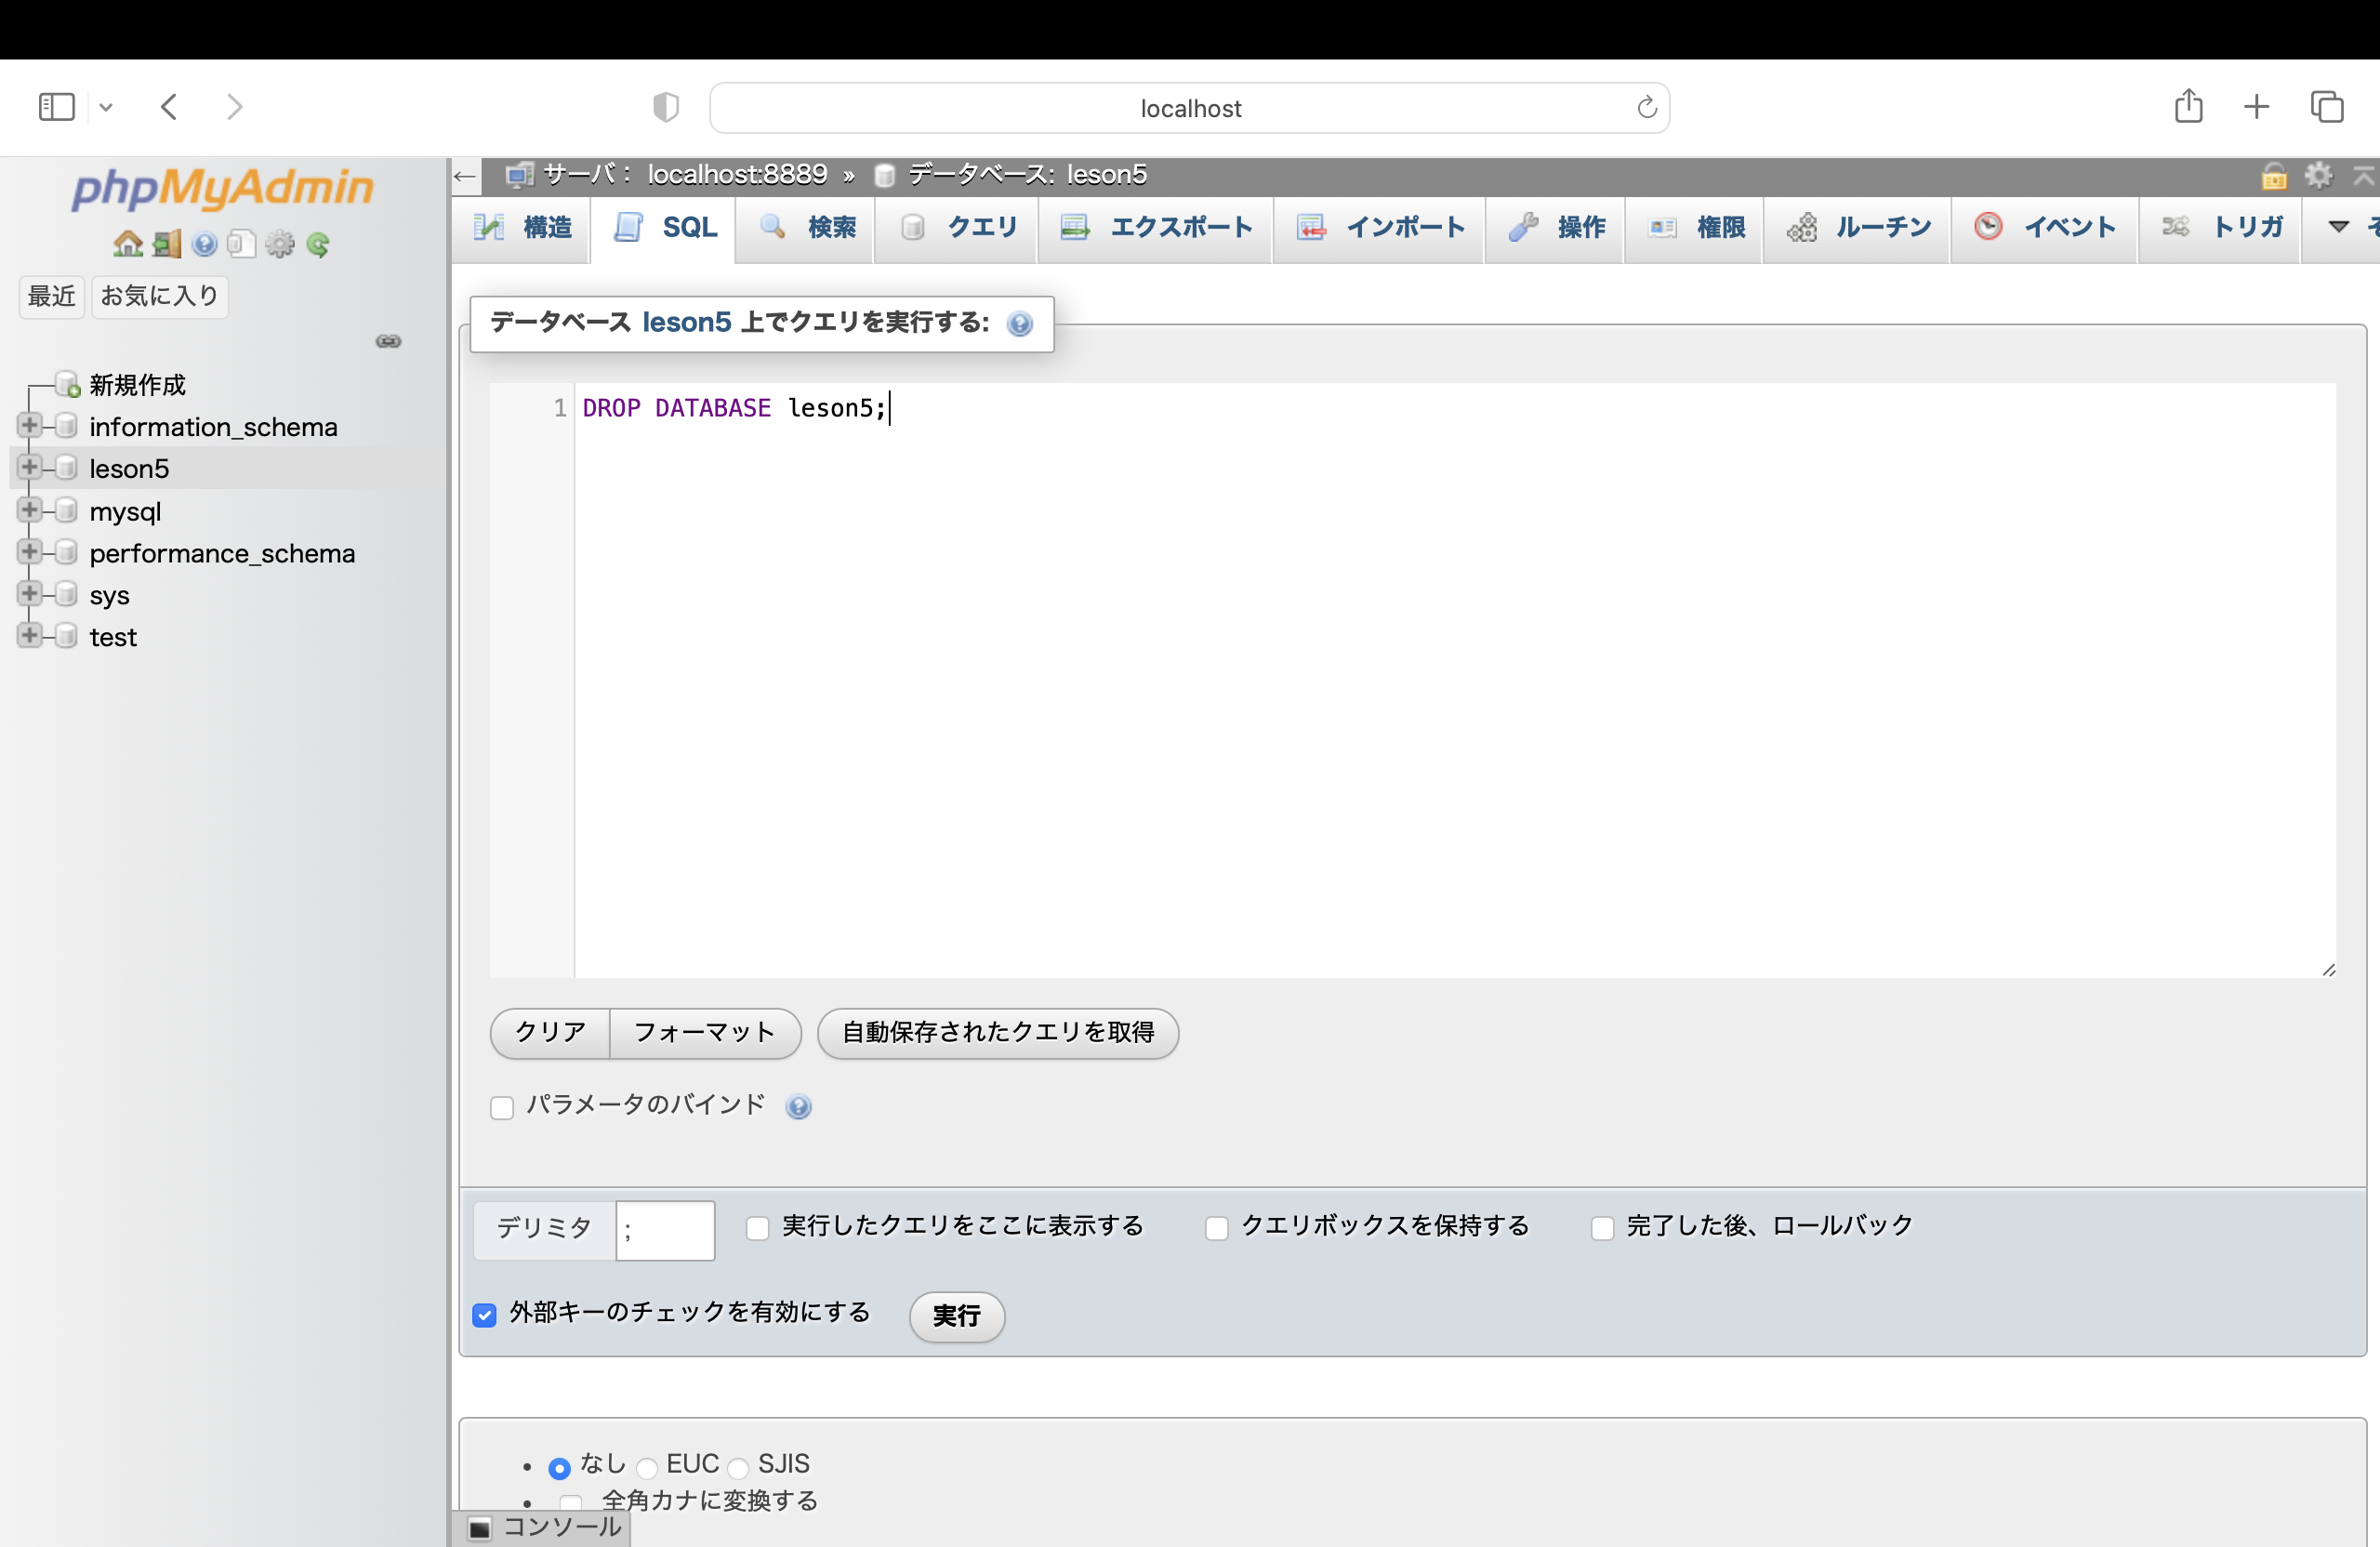 localhost
phpMyAdmin
最近 お気に入り
新規作成
information_schema
leson5
mysql
performance_schema
sys
test
← サーバ： localhost:8889 » データベース: leson5
構造 SQL 検索 クエリ エクスポート インポート 操作 権限 ルーチン イベント トリガ
データベース leson5 上でクエリを実行する:
1 DROP DATABASE leson5;
クリア フォーマット 自動保存されたクエリを取得
パラメータのバインド
デリミタ ; 実行したクエリをここに表示する クエリボックスを保持する 完了した後、ロールバック
外部キーのチェックを有効にする 実行
• なし EUC SJIS
• 全角カナに変換する
コンソール